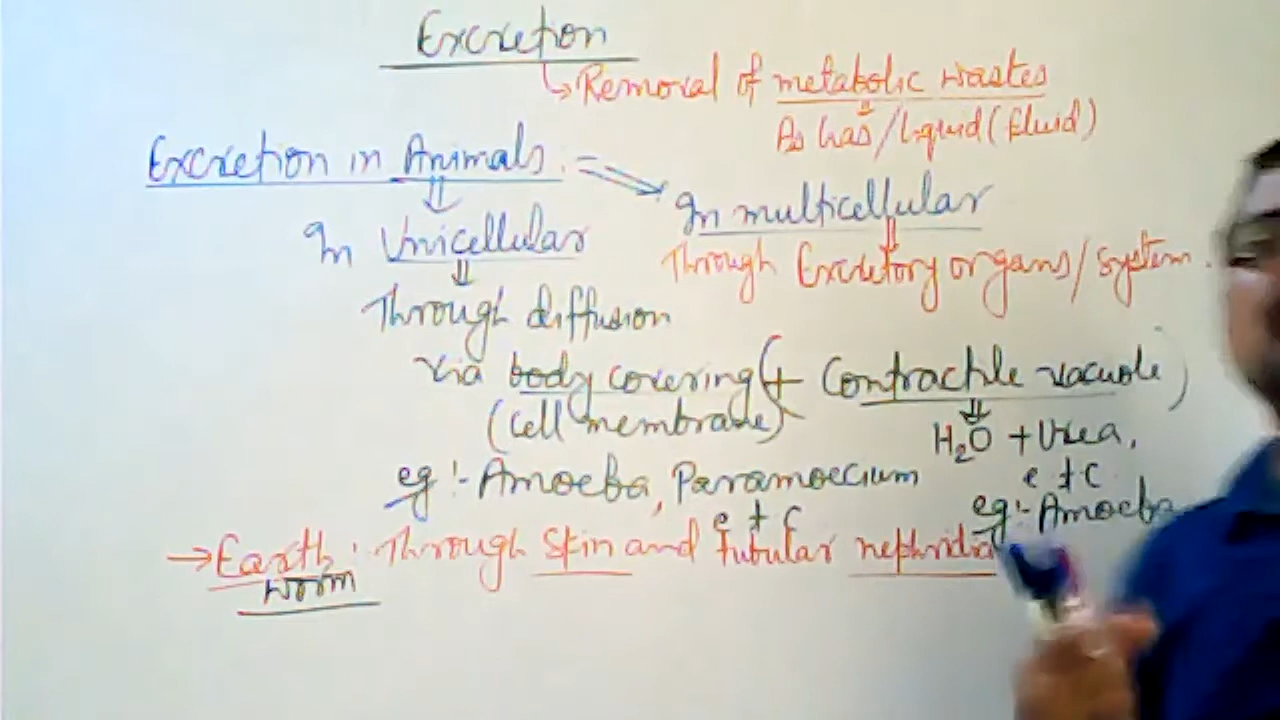 Excretion
↳ Removal of metabolic wastes
As Gas/liquid (fluid)
Excretion in Animals. ⇒
In Unicellular
In multicellular
Through Excretory organs/system.
Through diffusion
via body covering (+ Contractile vacuole)
(Cell membrane)
H₂O + Urea,
etc
eg:- Amoeba, Paramoecium
etc
eg:- Amoeba
→ Earth worm : Through skin and tubular nephridia